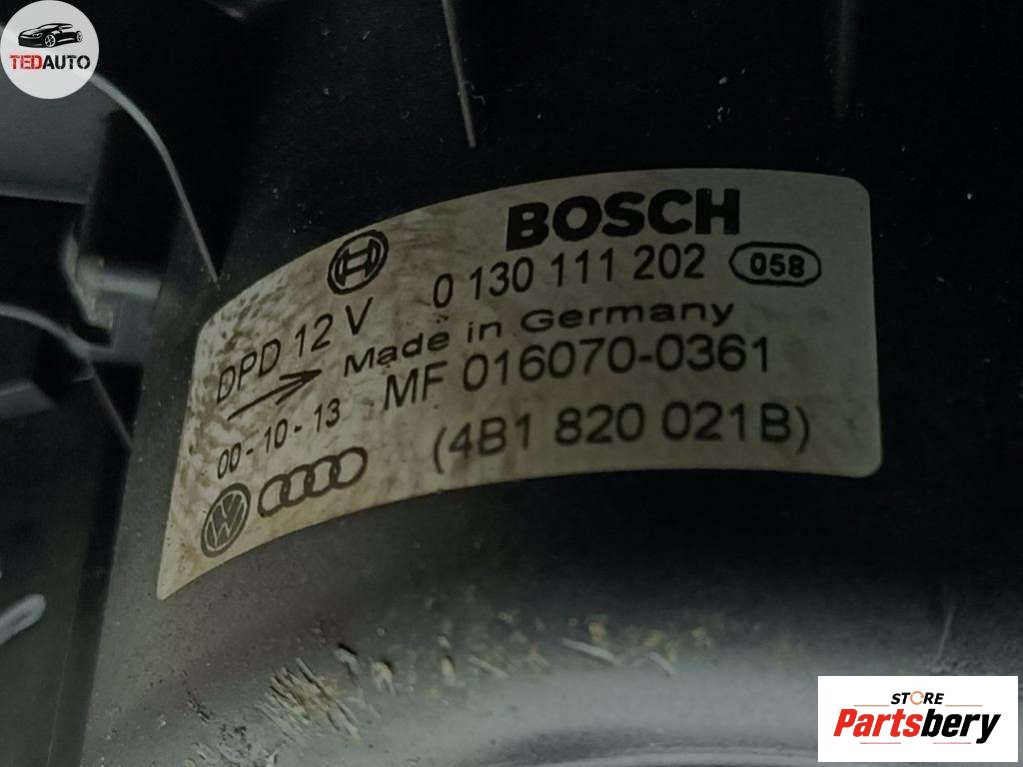 TEDAUTO
BOSCH
DPD 12 V
0 130 111 202 058
Made in Germany
MF 016070-0361
00-10-13
(4B1 820 021B)
STORE
Partsbery